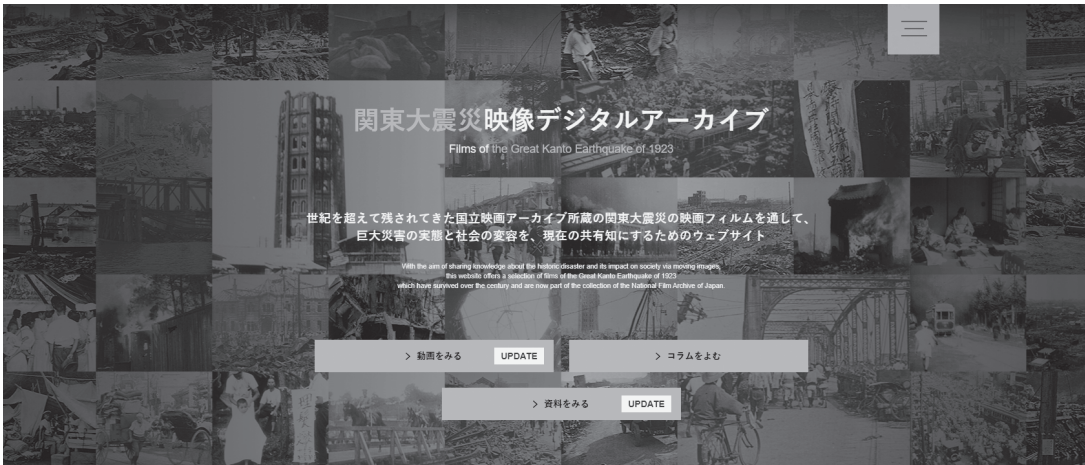 関東大震災映像デジタルアーカイブ
Films of the Great Kanto Earthquake of 1923
世紀を超えて残されてきた国立映画アーカイブ所蔵の関東大震災の映画フィルムを通して、
巨大災害の実態と社会の変容を、現在の共有知にするためのウェブサイト
With the aim of sharing knowledge about the historic disaster and its impact on society via moving images,
this website offers a selection of films of the Great Kanto Earthquake of 1923
which have survived over the century and are now part of the collection of the National Film Archive of Japan.
> 動画をみる UPDATE
> コラムをよむ
> 資料をみる UPDATE